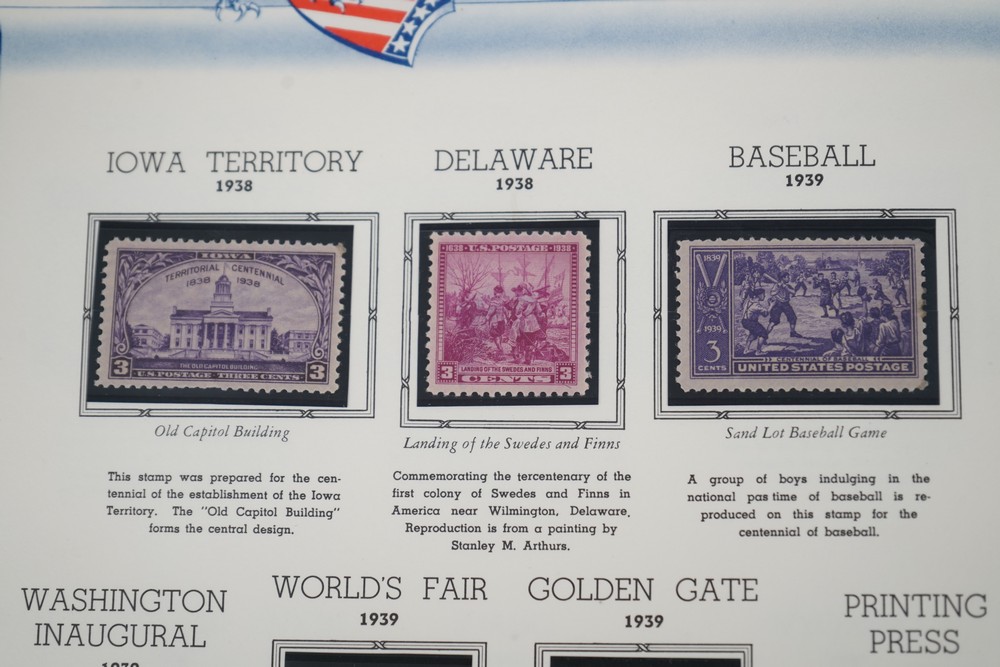 IOWA TERRITORY
1938
IOWA
TERRITORIAL CENTENNIAL
1838 1938
THE OLD CAPITOL BUILDING
3 U.S. POSTAGE · THREE CENTS 3
Old Capitol Building
This stamp was prepared for the cen-
tennial of the establishment of the Iowa
Territory. The "Old Capitol Building"
forms the central design.
DELAWARE
1938
1638 · U.S. POSTAGE · 1938
LANDING OF THE SWEDES AND FINNS
3 CENTS 3
Landing of the Swedes and Finns
Commemorating the tercentenary of the
first colony of Swedes and Finns in
America near Wilmington, Delaware.
Reproduction is from a painting by
Stanley M. Arthurs.
BASEBALL
1939
1839
1939
3
CENTS
CENTENNIAL OF BASEBALL
UNITED STATES POSTAGE
Sand Lot Baseball Game
A group of boys indulging in the
national pas time of baseball is re-
produced on this stamp for the
centennial of baseball.
WASHINGTON
INAUGURAL
1939
WORLD'S FAIR
1939
GOLDEN GATE
1939
PRINTING
PRESS